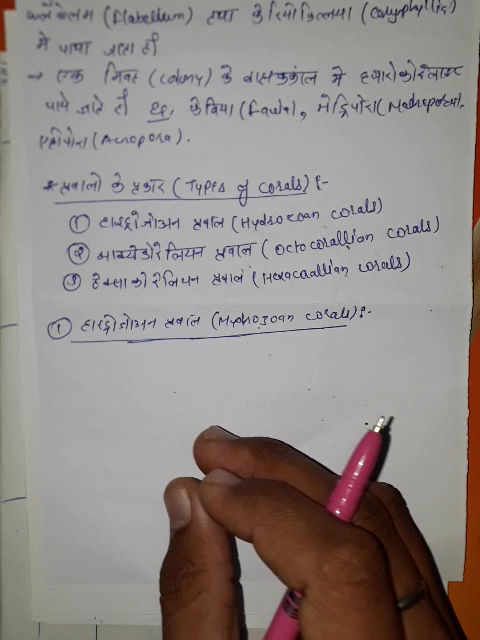 फ्लैबेलम (Flabellum) तथा केरियोफिल्लिया (Caryophyllia)
में पाया जाता है।
→ एक निवह (colony) के बाह्यकंकाल में हजारो कोरेलाइट
पाये जाते हैं Eg. फेविया (Favia), मेड्रिपोरा (Madrepora),
एक्रोपोरा (Acropora).
* प्रवालो के प्रकार (Types of corals) :-
① हाइड्रोजोअन प्रवाल (Hydrozoan corals)
② आक्टोकोरेलियन प्रवाल (Octocorallian corals)
③ हेक्साकोरेलियन प्रवाल (Hexacoallian corals)
① हाइड्रोजोअन प्रवाल (Hydrozoan corals) :-